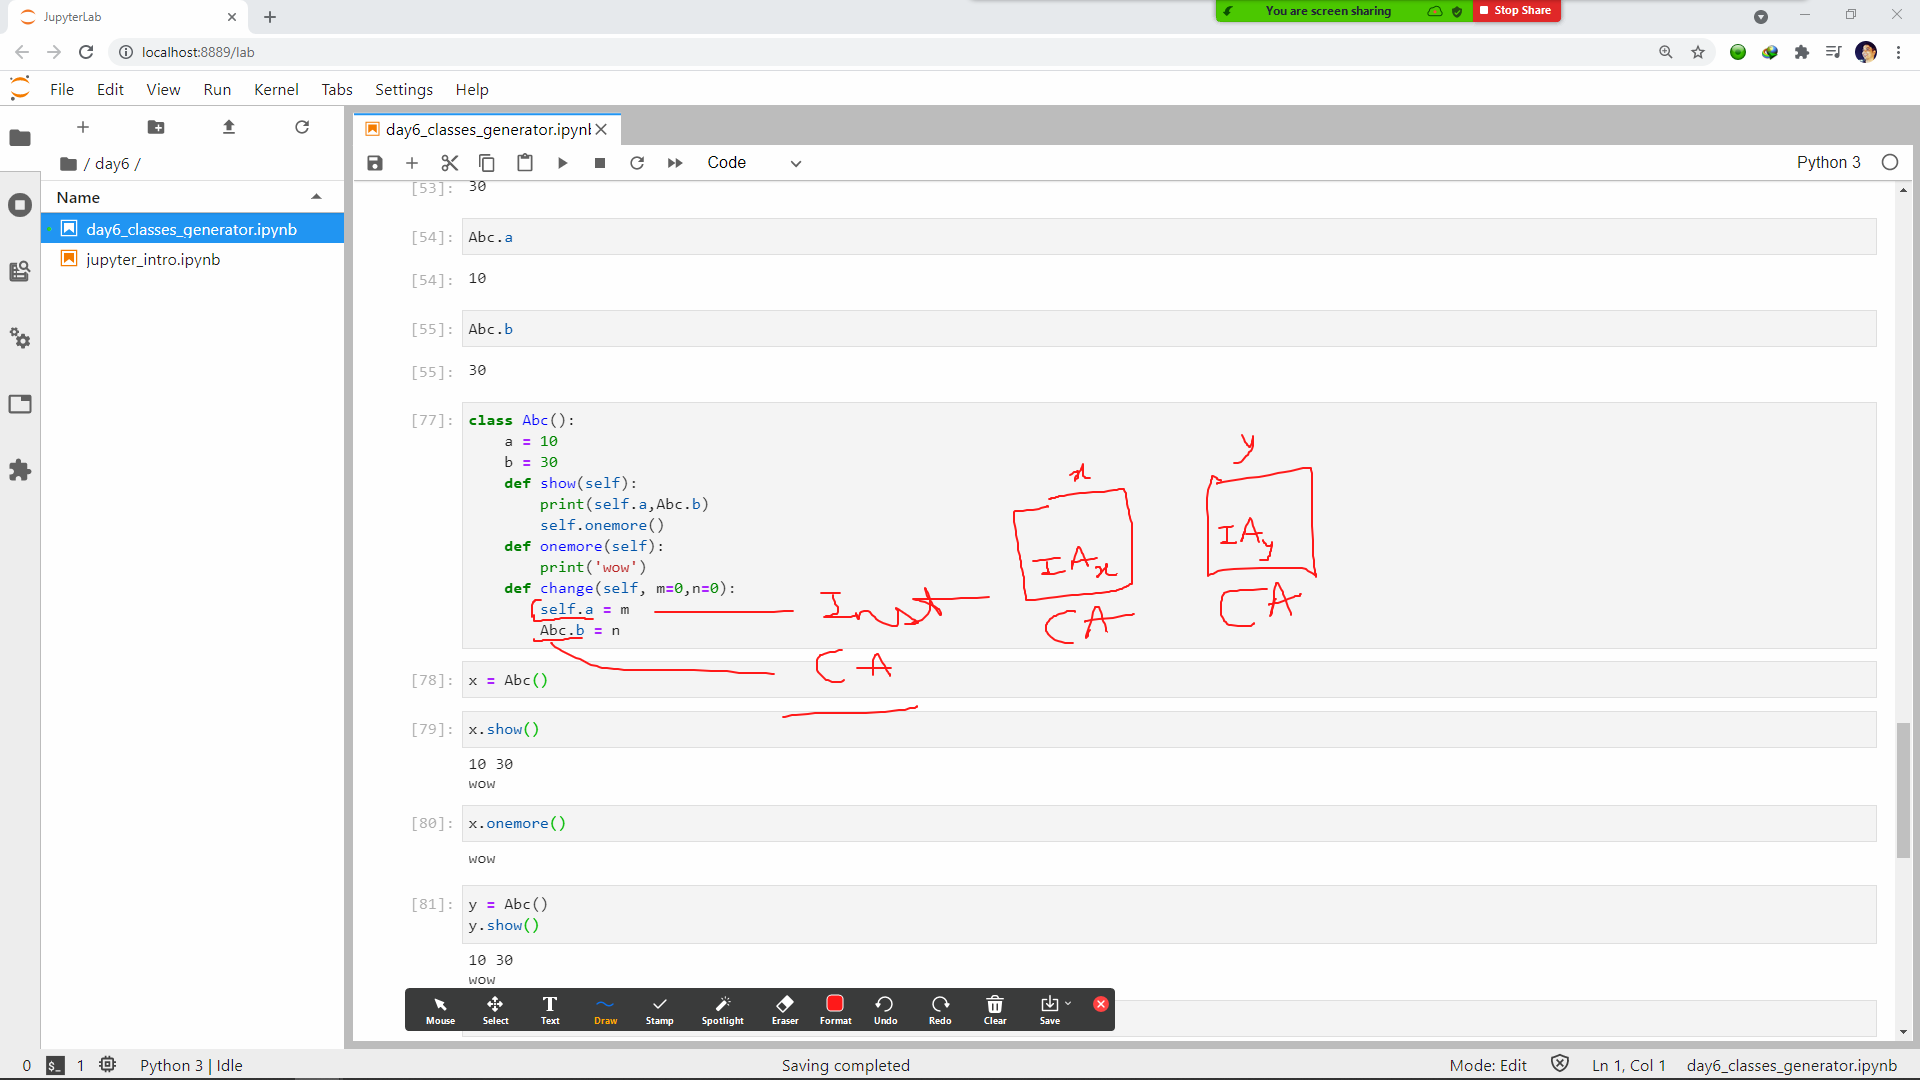 JupyterLab
You are screen sharing
Stop Share
localhost:8889/lab
File Edit View Run Kernel Tabs Settings Help
day6_classes_generator.ipynb
Code
Python 3
/ day6 /
Name
day6_classes_generator.ipynb
jupyter_intro.ipynb
[53]: 30
[54]: Abc.a
[54]: 10
[55]: Abc.b
[55]: 30
[77]: class Abc():
a = 10
b = 30
def show(self):
print(self.a,Abc.b)
self.onemore()
def onemore(self):
print('wow')
def change(self, m=0,n=0):
self.a = m
Abc.b = n
x
y
IAx
IAy
Inst
CA
CA
CA
[78]: x = Abc()
[79]: x.show()
10 30
wow
[80]: x.onemore()
wow
[81]: y = Abc()
y.show()
10 30
wow
Mouse Select Text Draw Stamp Spotlight Eraser Format Undo Redo Clear Save
0 $_ 1 Python 3 | Idle Saving completed Mode: Edit Ln 1, Col 1 day6_classes_generator.ipynb